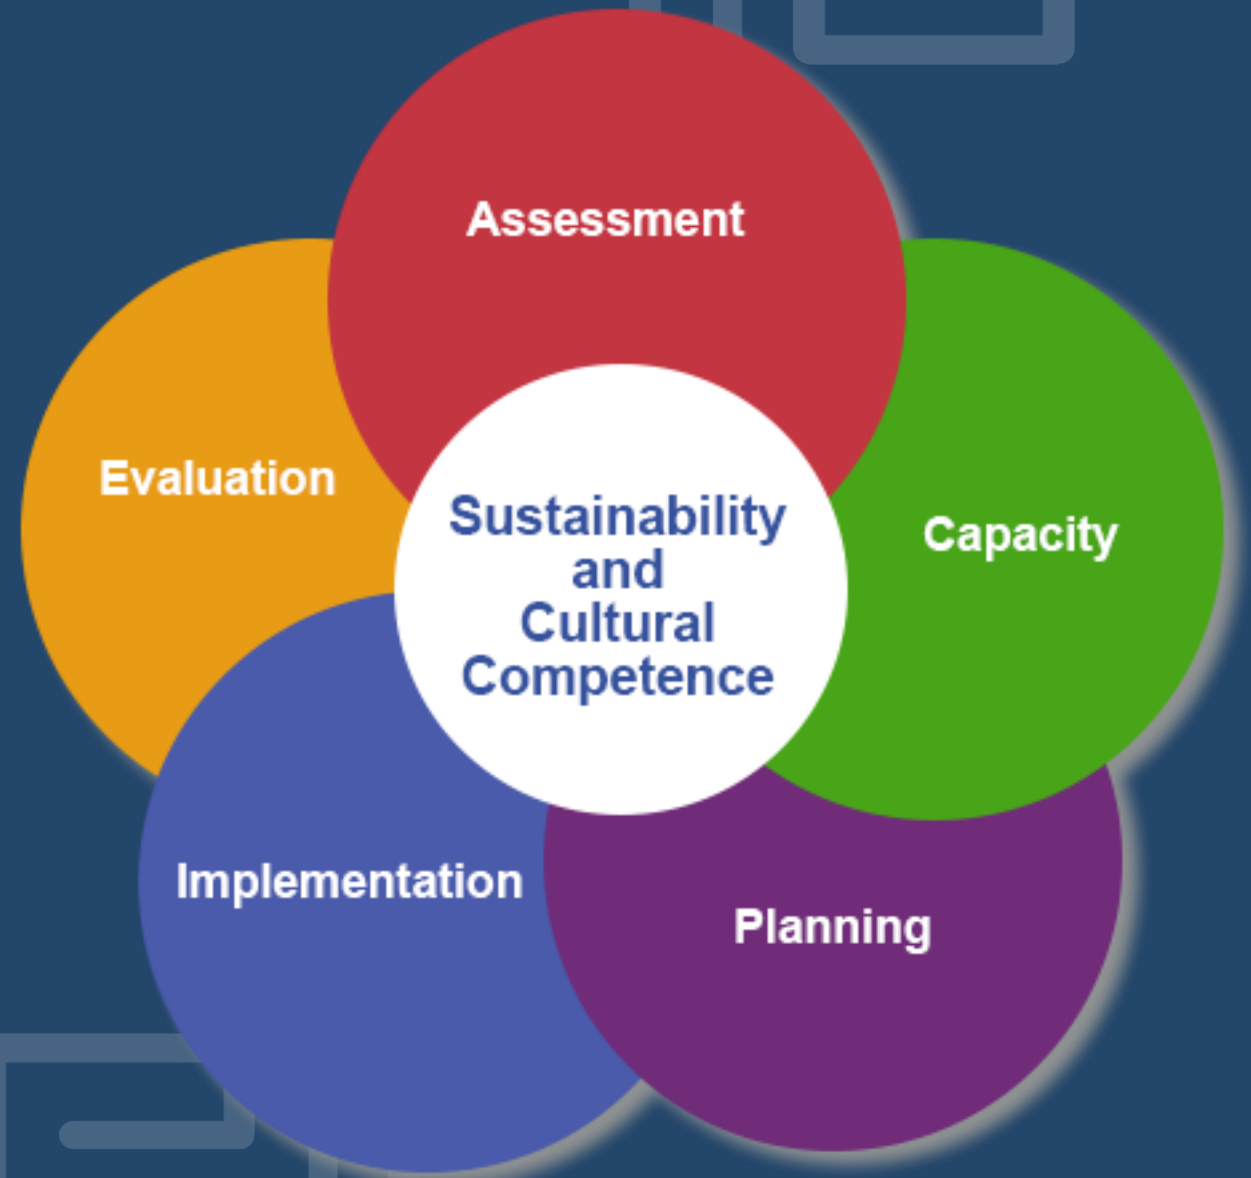 Assessment
Evaluation
Capacity
Sustainability
and
Cultural
Competence
Implementation
Planning